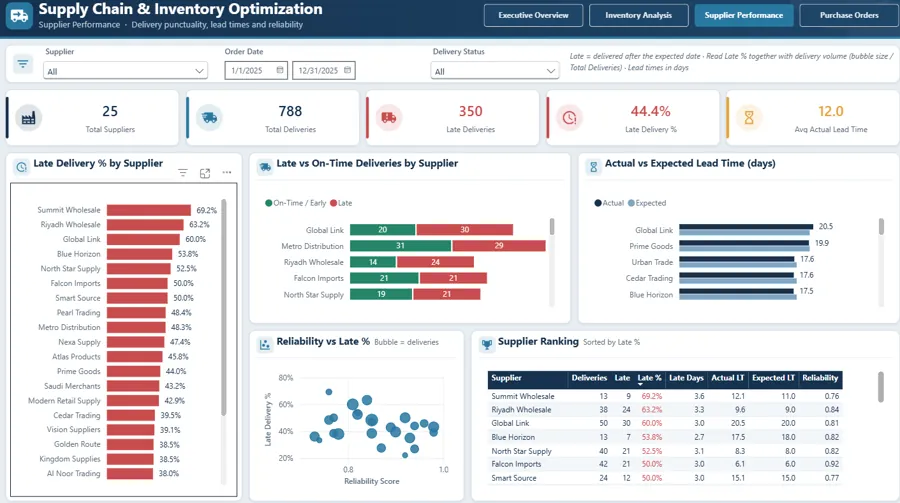 Supply Chain & Inventory Optimization
Supplier Performance · Delivery punctuality, lead times and reliability
Executive Overview
Inventory Analysis
Supplier Performance
Purchase Orders
Supplier
All
Order Date
1/1/2025
12/31/2025
Delivery Status
All
Late = delivered after the expected date · Read Late % together with delivery volume (bubble size /
Total Deliveries) · Lead times in days
25
Total Suppliers
788
Total Deliveries
350
Late Deliveries
44.4%
Late Delivery %
12.0
Avg Actual Lead Time
Late Delivery % by Supplier
Summit Wholesale 69.2%
Riyadh Wholesale 63.2%
Global Link 60.0%
Blue Horizon 53.8%
North Star Supply 52.5%
Falcon Imports 50.0%
Smart Source 50.0%
Pearl Trading 48.4%
Metro Distribution 48.3%
Nexa Supply 47.4%
Atlas Products 45.8%
Prime Goods 44.0%
Saudi Merchants 43.2%
Modern Retail Supply 42.9%
Cedar Trading 39.5%
Vision Suppliers 39.1%
Golden Route 38.5%
Kingdom Supplies 38.5%
Al Noor Trading 38.0%
Late vs On-Time Deliveries by Supplier
On-Time / Early Late
Global Link 20 30
Metro Distribution 31 29
Riyadh Wholesale 14 24
Falcon Imports 21 21
North Star Supply 19 21
Actual vs Expected Lead Time (days)
Actual Expected
Global Link 20.5
Prime Goods 19.9
Urban Trade 17.6
Cedar Trading 17.6
Blue Horizon 17.5
Reliability vs Late % Bubble = deliveries
Late Delivery %
80%
60%
40%
20%
0.8 1.0
Reliability Score
Supplier Ranking Sorted by Late %
Supplier Deliveries Late Late % Late Days Actual LT Expected LT Reliability
Summit Wholesale 13 9 69.2% 3.6 12.1 11.0 0.76
Riyadh Wholesale 38 24 63.2% 3.3 9.6 9.0 0.84
Global Link 50 30 60.0% 3.0 20.5 20.0 0.81
Blue Horizon 13 7 53.8% 2.7 17.5 18.0 0.82
North Star Supply 40 21 52.5% 3.1 8.3 8.0 0.82
Falcon Imports 42 21 50.0% 3.0 6.1 6.0 0.92
Smart Source 24 12 50.0% 3.0 15.1 15.0 0.77